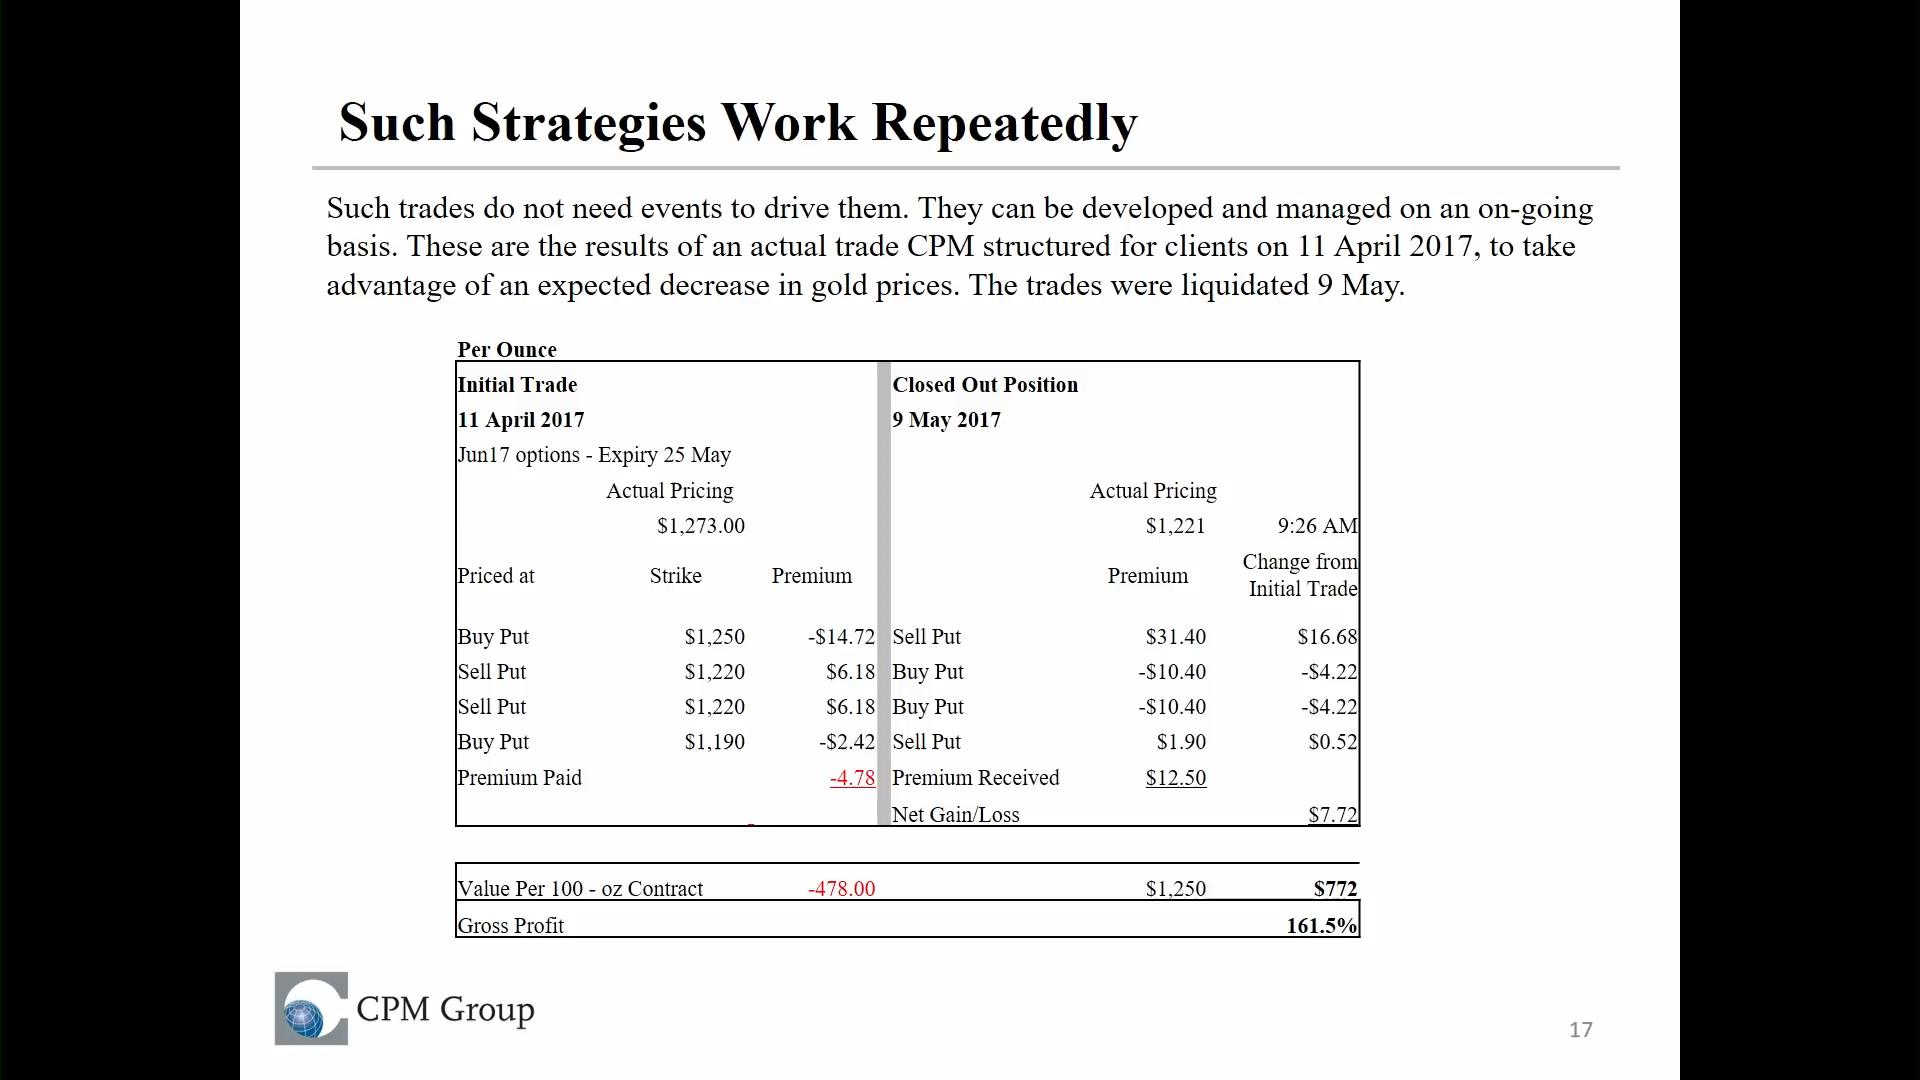 Such Strategies Work Repeatedly
Such trades do not need events to drive them. They can be developed and managed on an on-going
basis. These are the results of an actual trade CPM structured for clients on 11 April 2017, to take
advantage of an expected decrease in gold prices. The trades were liquidated 9 May.
Per Ounce
Initial Trade Closed Out Position
11 April 2017 9 May 2017
Jun17 options - Expiry 25 May
Actual Pricing Actual Pricing
$1,273.00 $1,221 9:26 AM
Priced at Strike Premium Premium Change from
Initial Trade
Buy Put $1,250 -$14.72 Sell Put $31.40 $16.68
Sell Put $1,220 $6.18 Buy Put -$10.40 -$4.22
Sell Put $1,220 $6.18 Buy Put -$10.40 -$4.22
Buy Put $1,190 -$2.42 Sell Put $1.90 $0.52
Premium Paid -4.78 Premium Received $12.50
Net Gain/Loss $7.72
Value Per 100 - oz Contract -478.00 $1,250 $772
Gross Profit 161.5%
CPM Group
17